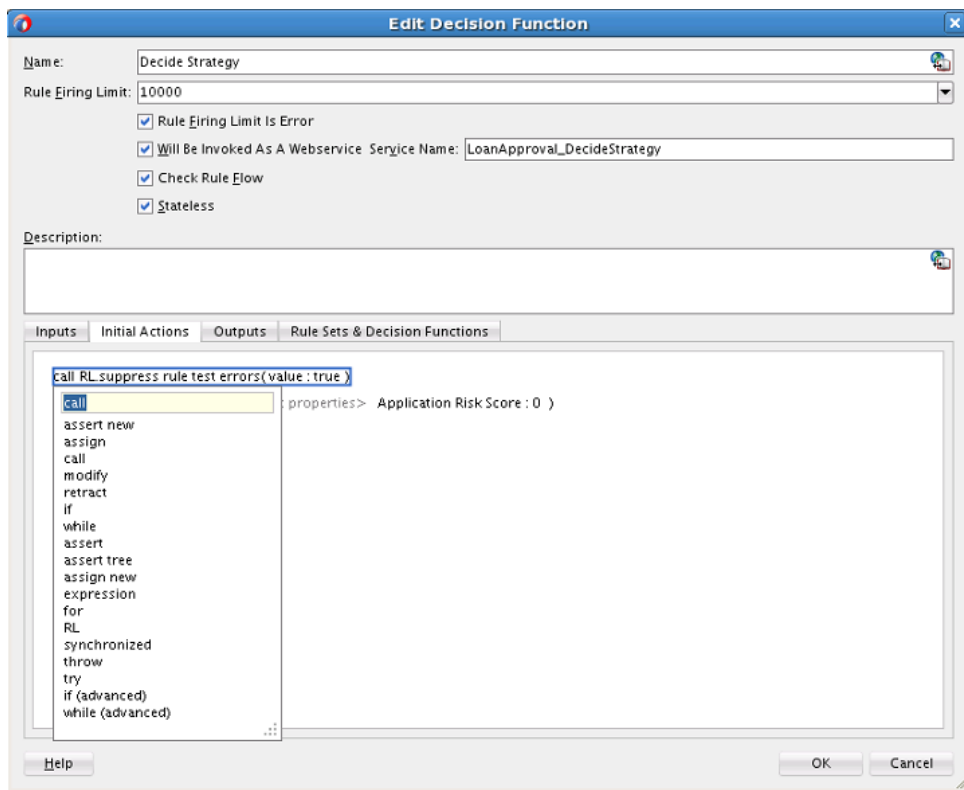 Edit Decision Function
Name: Decide Strategy
Rule Firing Limit: 10000
Rule Firing Limit Is Error
Will Be Invoked As A Webservice Service Name: LoanApproval_DecideStrategy
Check Rule Flow
Stateless
Description:
Inputs Initial Actions Outputs Rule Sets & Decision Functions
call RL.suppress rule test errors( value : true )
call
properties> Application Risk Score : 0 )
assert new
assign
call
modify
retract
if
while
assert
assert tree
assign new
expression
for
RL
synchronized
throw
try
if (advanced)
while (advanced)
Help OK Cancel